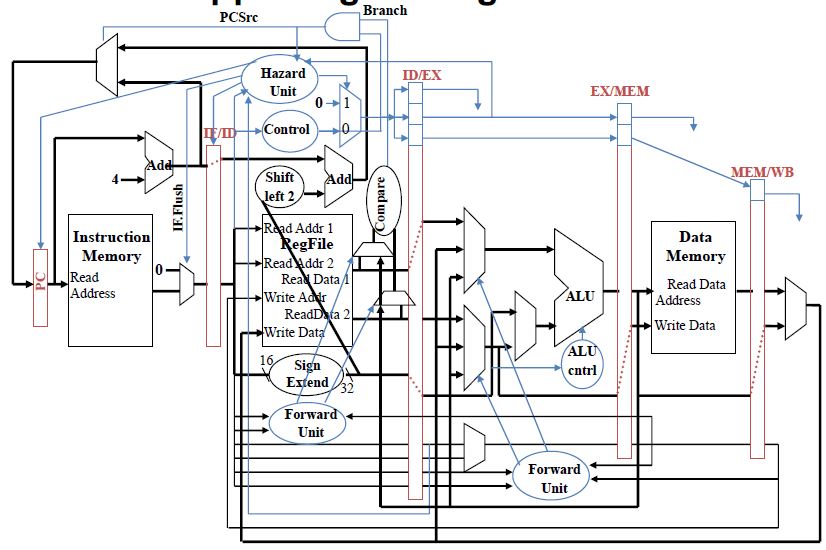 PCSrc
Branch
Hazard
Unit
0
1
0
Control
ID/EX
EX/MEM
MEM/WB
IF/ID
Add
4
Add
Shift
left 2
Compare
IF.Flush
PC
Instruction
Memory
Read
Address
0
Read Addr 1
RegFile
Read Addr 2
Read Data 1
Write Addr
ReadData 2
Write Data
16
Sign
Extend
32
Forward
Unit
ALU
ALU
cntrl
Data
Memory
Read Data
Address
Write Data
Forward
Unit